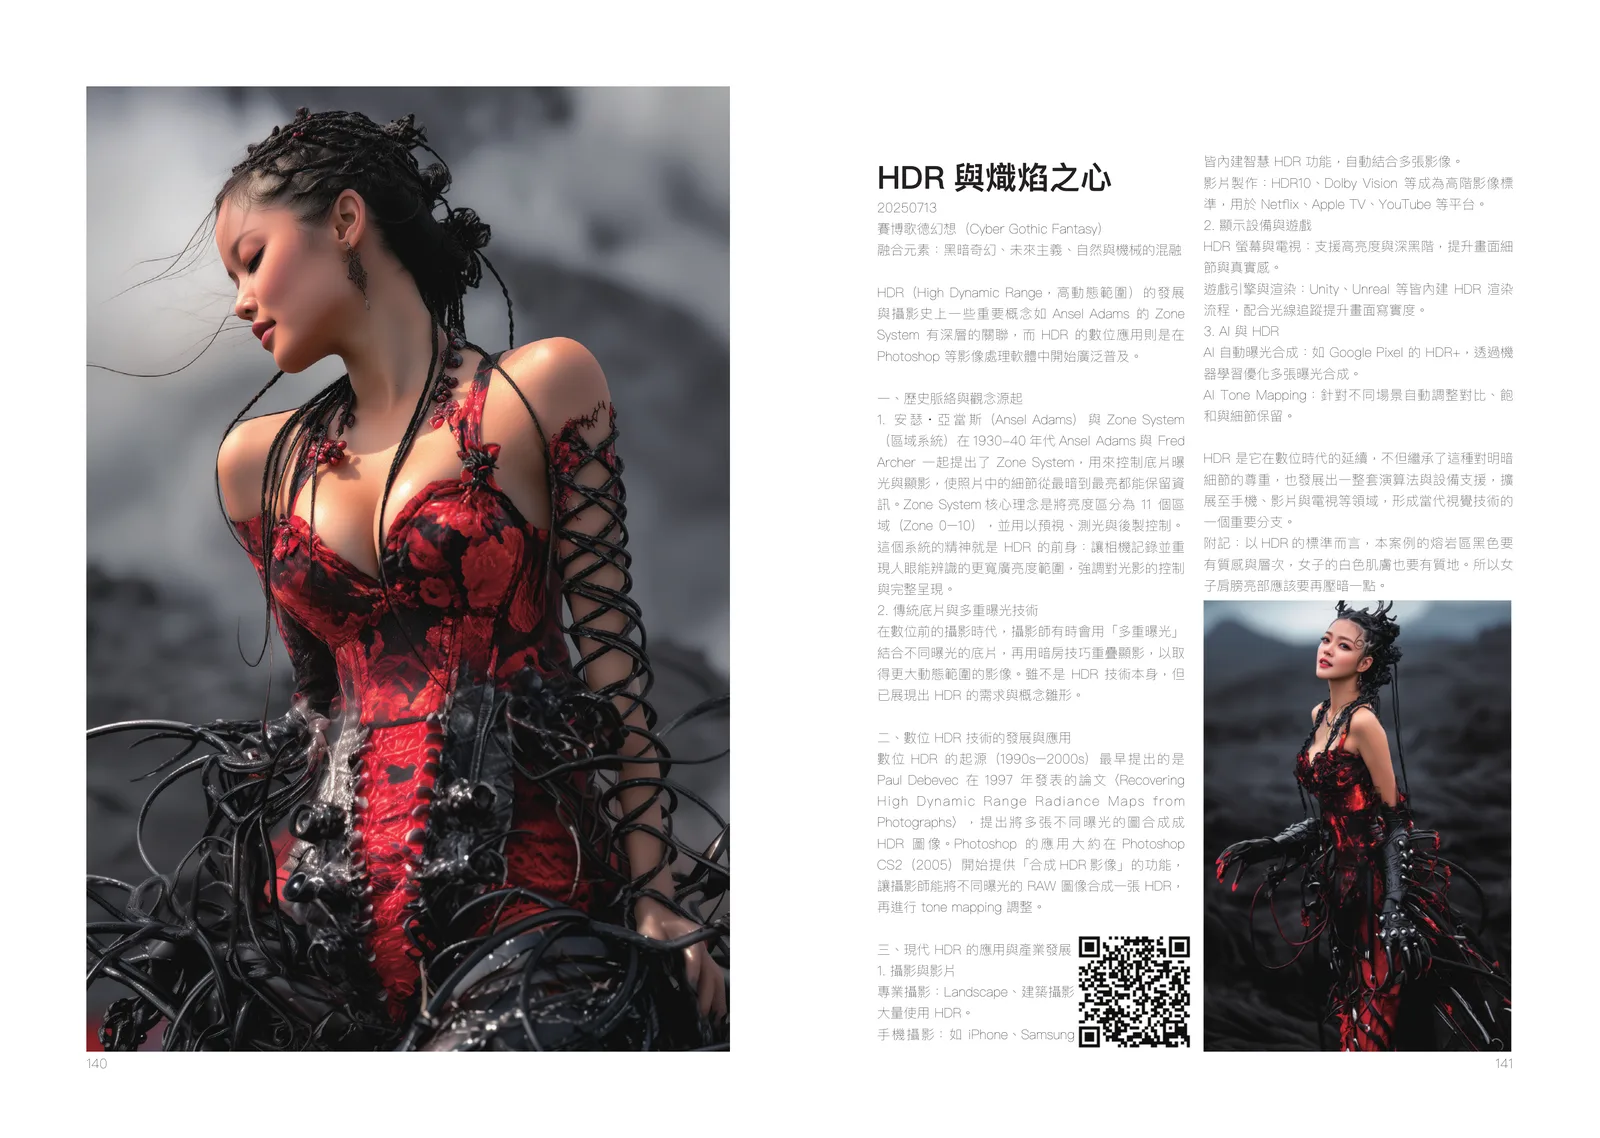 HDR 與熾焰之心
20250713
賽博歌德幻想（Cyber Gothic Fantasy）
融合元素：黑暗奇幻、未來主義、自然與機械的混融
HDR（High Dynamic Range，高動態範圍）的發展
與攝影史上一些重要概念如 Ansel Adams 的 Zone
System 有深層的關聯，而 HDR 的數位應用則是在
Photoshop 等影像處理軟體中開始廣泛普及。
一、歷史脈絡與觀念源起
1. 安瑟・亞當斯（Ansel Adams）與 Zone System
（區域系統）在1930-40年代 Ansel Adams 與 Fred
Archer 一起提出了 Zone System，用來控制底片曝
光與顯影，使照片中的細節從最暗到最亮都能保留資
訊。Zone System 核心理念是將亮度區分為 11 個區
域（Zone 0—10），並用以預視、測光與後製控制。
這個系統的精神就是 HDR 的前身：讓相機記錄並重
現人眼能辨識的更寬廣亮度範圍，強調對光影的控制
與完整呈現。
2. 傳統底片與多重曝光技術
在數位前的攝影時代，攝影師有時會用「多重曝光」
結合不同曝光的底片，再用暗房技巧重疊顯影，以取
得更大動態範圍的影像。雖不是 HDR 技術本身，但
已展現出 HDR 的需求與概念雛形。
二、數位 HDR 技術的發展與應用
數位 HDR 的起源（1990s—2000s）最早提出的是
Paul Debevec 在 1997 年發表的論文〈Recovering
High Dynamic Range Radiance Maps from
Photographs〉，提出將多張不同曝光的圖合成成
HDR 圖像。Photoshop 的應用大約在 Photoshop
CS2（2005）開始提供「合成 HDR 影像」的功能，
讓攝影師能將不同曝光的 RAW 圖像合成一張 HDR，
再進行 tone mapping 調整。
三、現代 HDR 的應用與產業發展
1. 攝影與影片
專業攝影：Landscape、建築攝影
大量使用 HDR。
手機攝影：如 iPhone、Samsung
皆內建智慧 HDR 功能，自動結合多張影像。
影片製作：HDR10、Dolby Vision 等成為高階影像標
準，用於 Netflix、Apple TV、YouTube 等平台。
2. 顯示設備與遊戲
HDR 螢幕與電視：支援高亮度與深黑階，提升畫面細
節與真實感。
遊戲引擎與渲染：Unity、Unreal 等皆內建 HDR 渲染
流程，配合光線追蹤提升畫面寫實度。
3. AI 與 HDR
AI 自動曝光合成：如 Google Pixel 的 HDR+，透過機
器學習優化多張曝光合成。
AI Tone Mapping：針對不同場景自動調整對比、飽
和與細節保留。
HDR 是它在數位時代的延續，不但繼承了這種對明暗
細節的尊重，也發展出一整套演算法與設備支援，擴
展至手機、影片與電視等領域，形成當代視覺技術的
一個重要分支。
附記：以 HDR 的標準而言，本案例的熔岩區黑色要
有質感與層次，女子的白色肌膚也要有質地。所以女
子肩膀亮部應該要再壓暗一點。
140
141